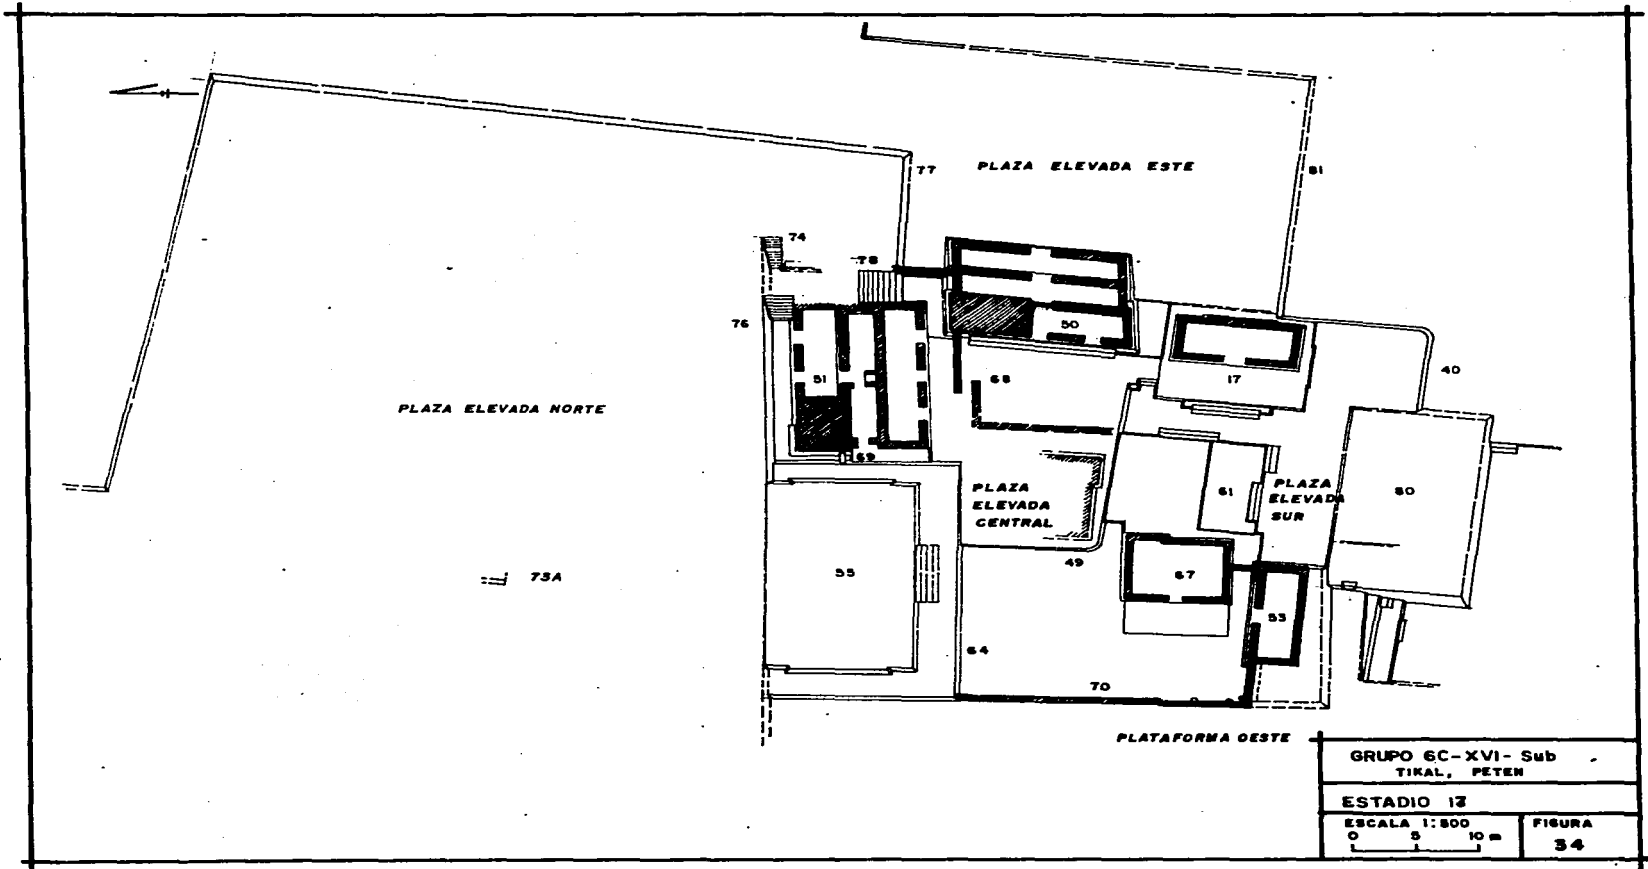 77
PLAZA ELEVADA ESTE
81
74
78
76
50
68
17
40
51
PLAZA ELEVADA NORTE
69
PLAZA
ELEVADA
CENTRAL
61
PLAZA
ELEVADA
SUR
80
49
55
67
73A
53
64
70
PLATAFORMA OESTE
GRUPO 6C-XVI-Sub
TIKAL, PETEN
ESTADIO
ESCALA 1:500
0 5 10 m
FIGURA
34